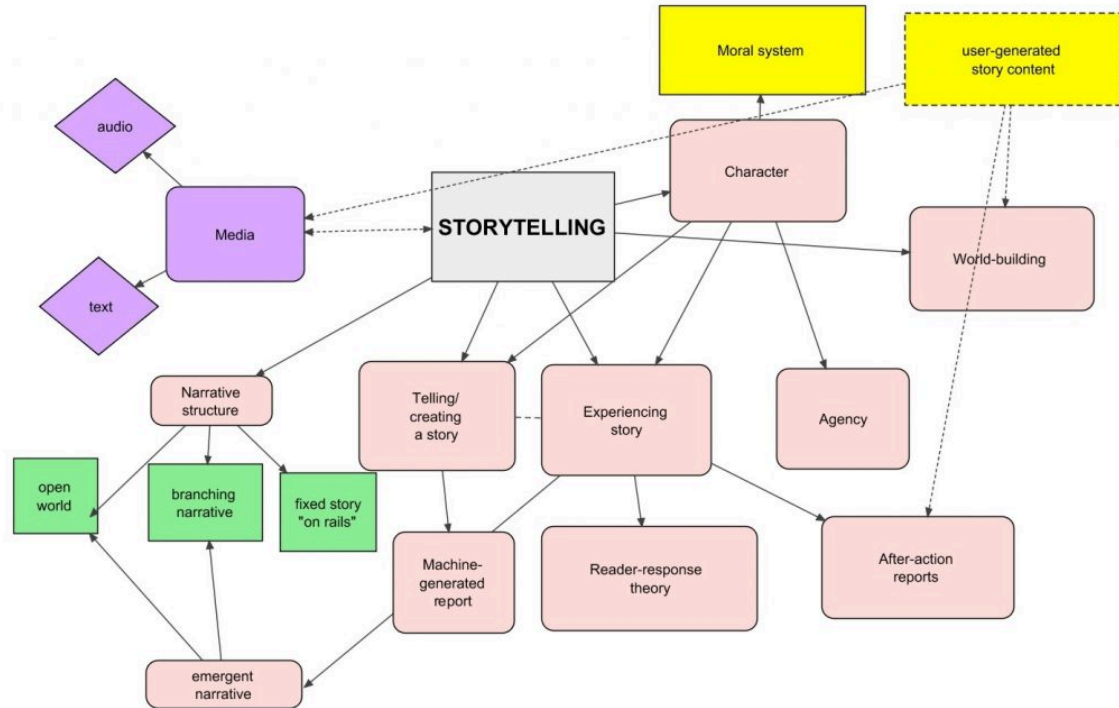 Moral system
user-generated
story content
audio
Character
Media
STORYTELLING
World-building
text
Narrative
structure
Telling/
creating
a story
Experiencing
story
Agency
open
world
branching
narrative
fixed story
"on rails"
Machine-
generated
report
Reader-response
theory
After-action
reports
emergent
narrative